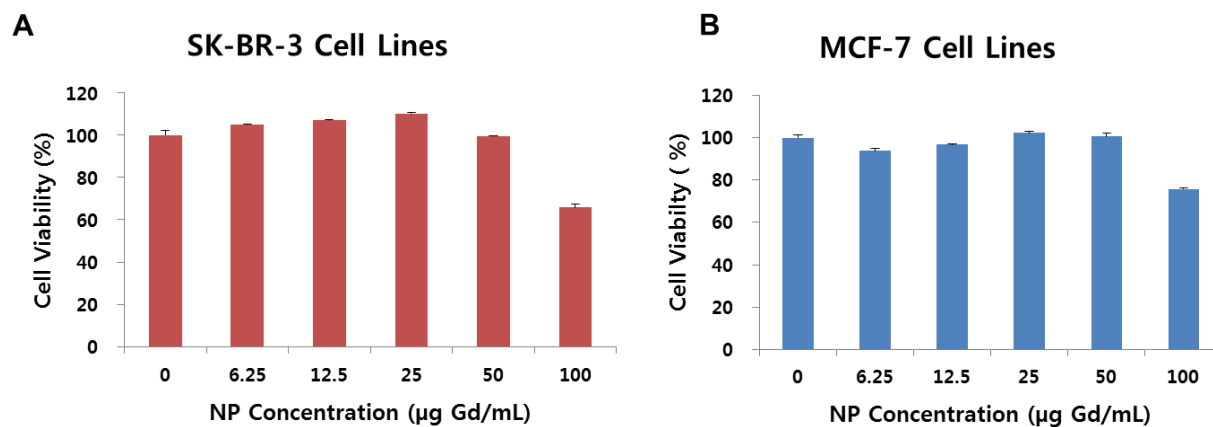 A
SK-BR-3 Cell Lines
120
100
80
60
40
20
0
Cell Viability (%)
0 6.25 12.5 25 50 100
NP Concentration (µg Gd/mL)
B
MCF-7 Cell Lines
120
100
80
60
40
20
0
Cell Viabilty ( %)
0 6.25 12.5 25 50 100
NP Concentration (µg Gd/mL)